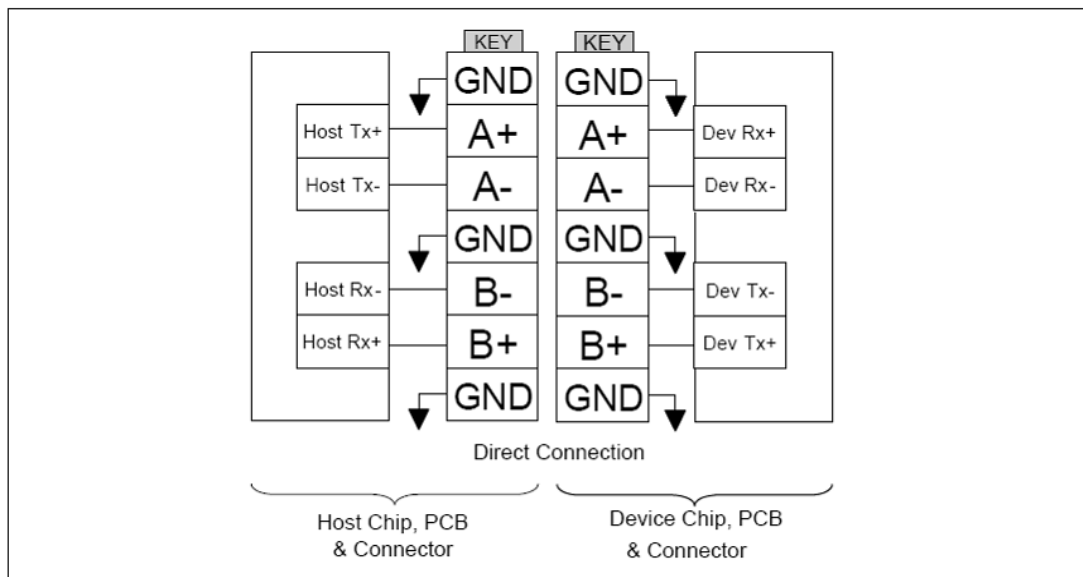 KEY KEY
GND GND
Host Tx+ A+ A+ Dev Rx+
Host Tx- A- A- Dev Rx-
GND GND
Host Rx- B- B- Dev Tx-
Host Rx+ B+ B+ Dev Tx+
GND GND
Direct Connection
Host Chip, PCB
& Connector
Device Chip, PCB
& Connector